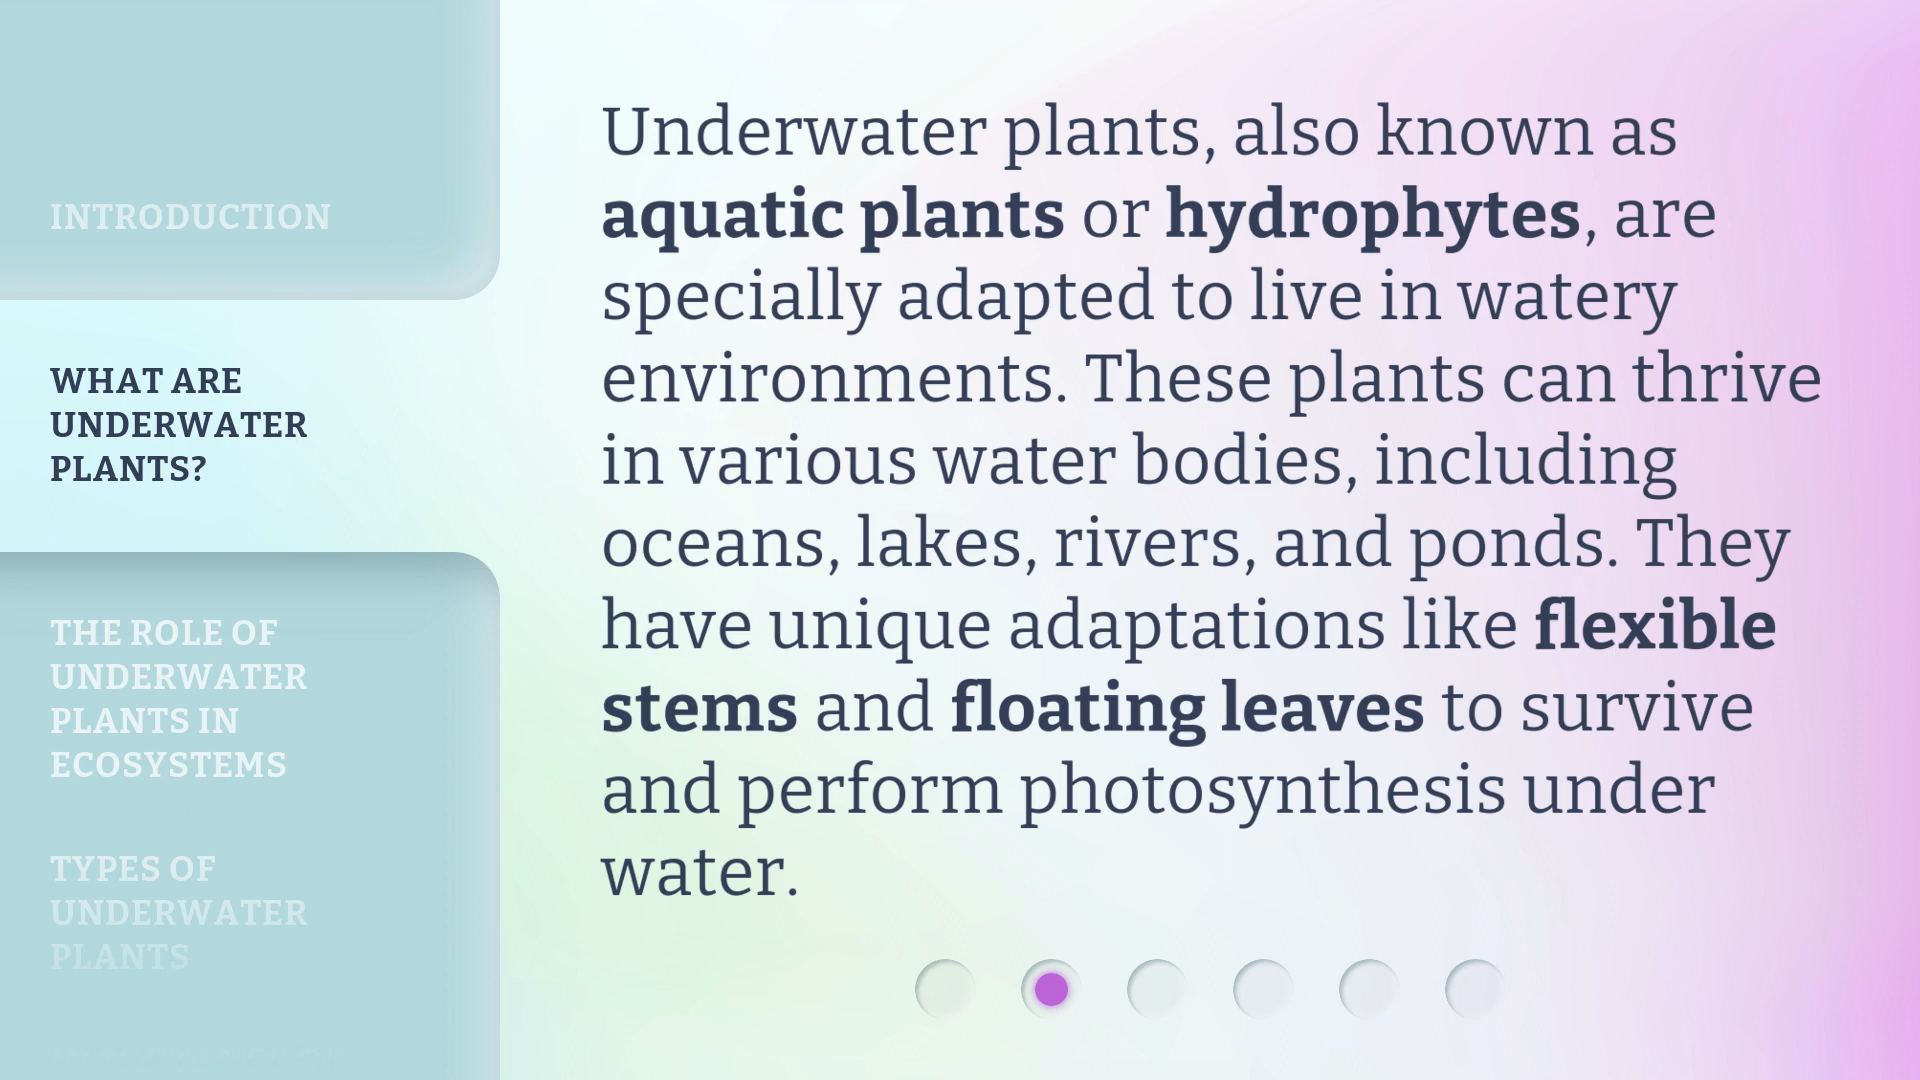 INTRODUCTION
WHAT ARE
UNDERWATER
PLANTS?
THE ROLE OF
UNDERWATER
PLANTS IN
ECOSYSTEMS
TYPES OF
UNDERWATER
PLANTS
Underwater plants, also known as
aquatic plants or hydrophytes, are
specially adapted to live in watery
environments. These plants can thrive
in various water bodies, including
oceans, lakes, rivers, and ponds. They
have unique adaptations like flexible
stems and floating leaves to survive
and perform photosynthesis under
water.